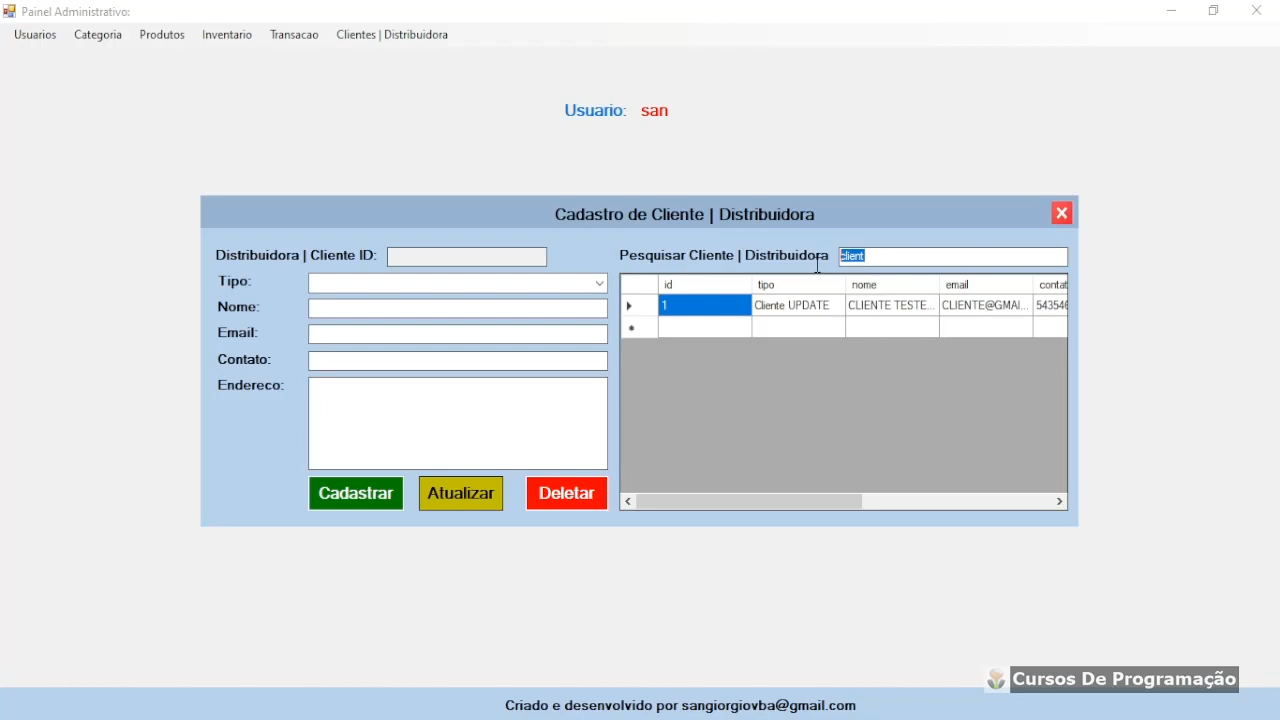 Painel Administrativo:
Usuarios Categoria Produtos Inventario Transacao Clientes | Distribuidora
Usuario: san
Cadastro de Cliente | Distribuidora
Distribuidora | Cliente ID:
Tipo:
Nome:
Email:
Contato:
Endereco:
Cadastrar Atualizar Deletar
Pesquisar Cliente | Distribuidora client
id tipo nome email contat
1 Cliente UPDATE CLIENTE TESTE... CLIENTE@GMAI... 543546
Cursos De Programação
Criado e desenvolvido por sangiorgiovba@gmail.com